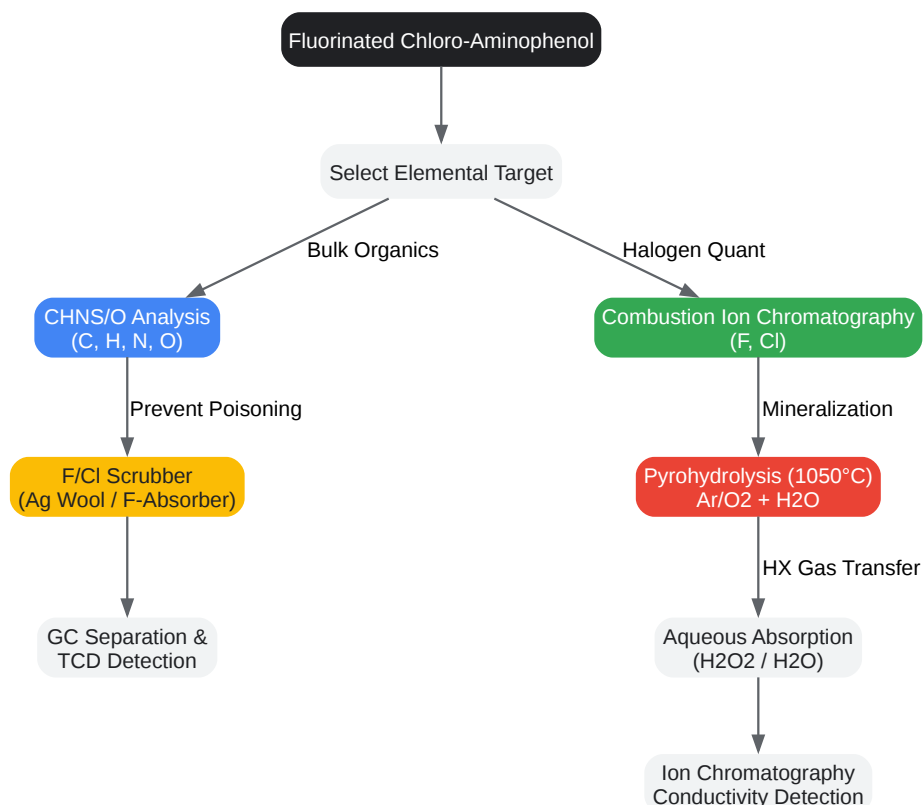 Fluorinated Chloro-Aminophenol
Select Elemental Target
Bulk Organics
Halogen Quant
CHNS/O Analysis
(C, H, N, O)
Combustion Ion Chromatography
(F, Cl)
Prevent Poisoning
Mineralization
F/Cl Scrubber
(Ag Wool / F-Absorber)
Pyrohydrolysis (1050°C)
Ar/O2 + H2O
HX Gas Transfer
GC Separation &
TCD Detection
Aqueous Absorption
(H2O2 / H2O)
Ion Chromatography
Conductivity Detection